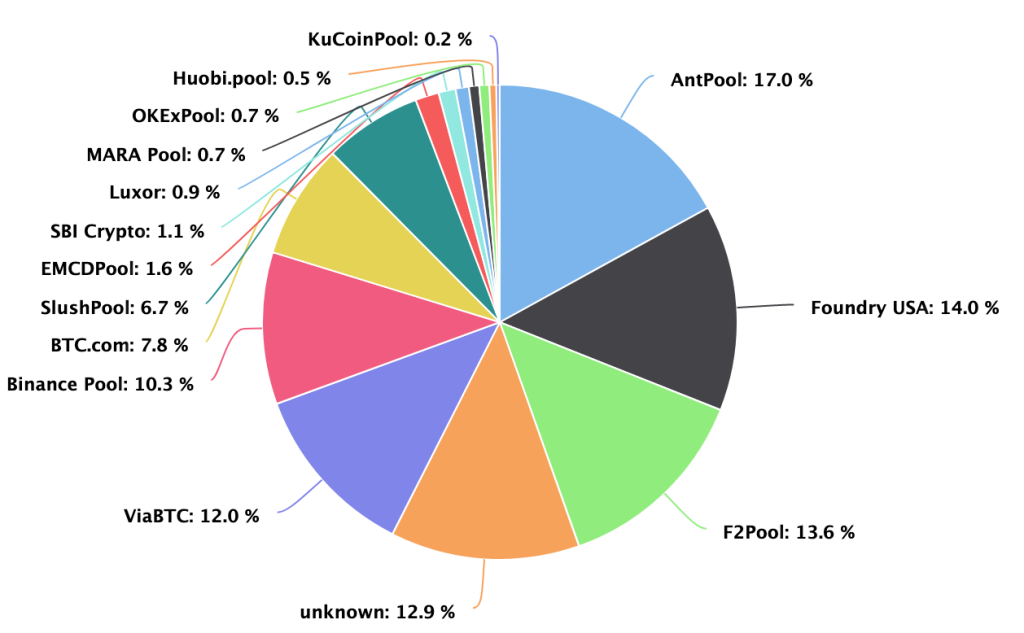 KuCoinPool: 0.2 %
Huobi.pool: 0.5 %
AntPool: 17.0 %
OKExPool: 0.7 %
MARA Pool: 0.7 %
Luxor: 0.9 %
SBI Crypto: 1.1 %
EMCDPool: 1.6 %
SlushPool: 6.7 %
Foundry USA: 14.0 %
BTC.com: 7.8 %
Binance Pool: 10.3 %
ViaBTC: 12.0 %
F2Pool: 13.6 %
unknown: 12.9 %